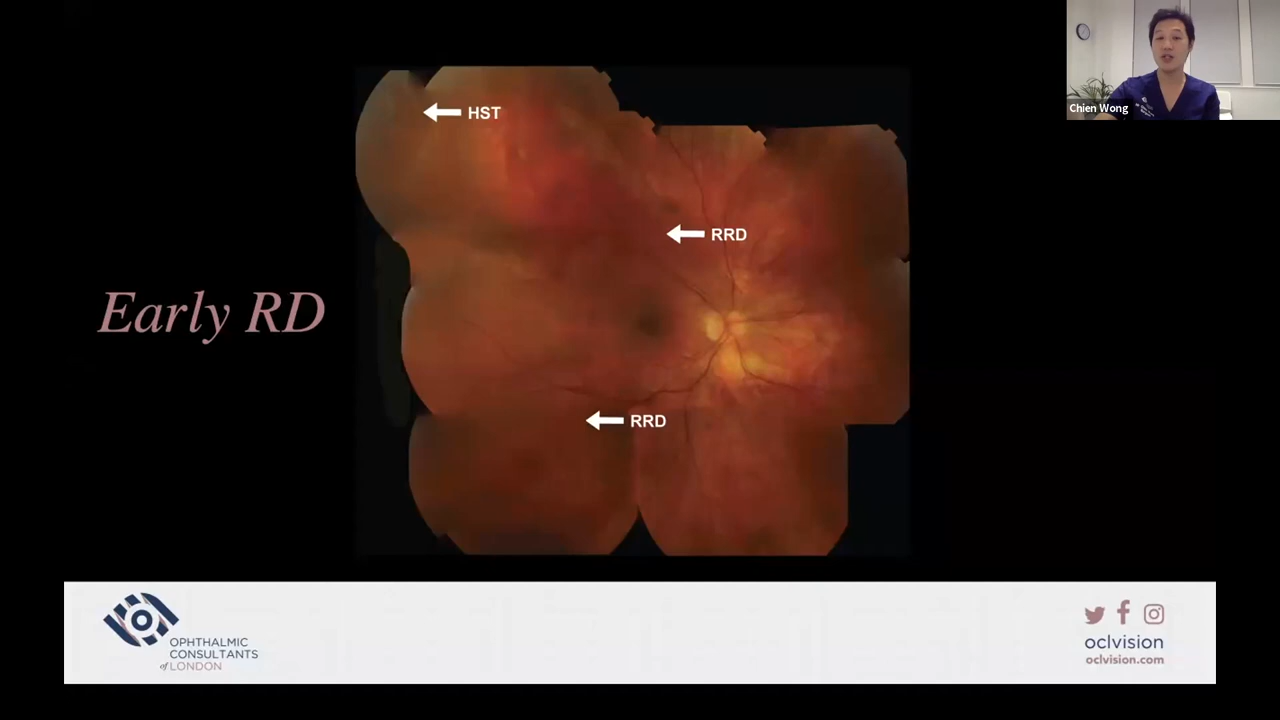 Chien Wong
HST
RRD
Early RD
RRD
OPHTHALMIC
CONSULTANTS
of LONDON
oclvision
oclvision.com